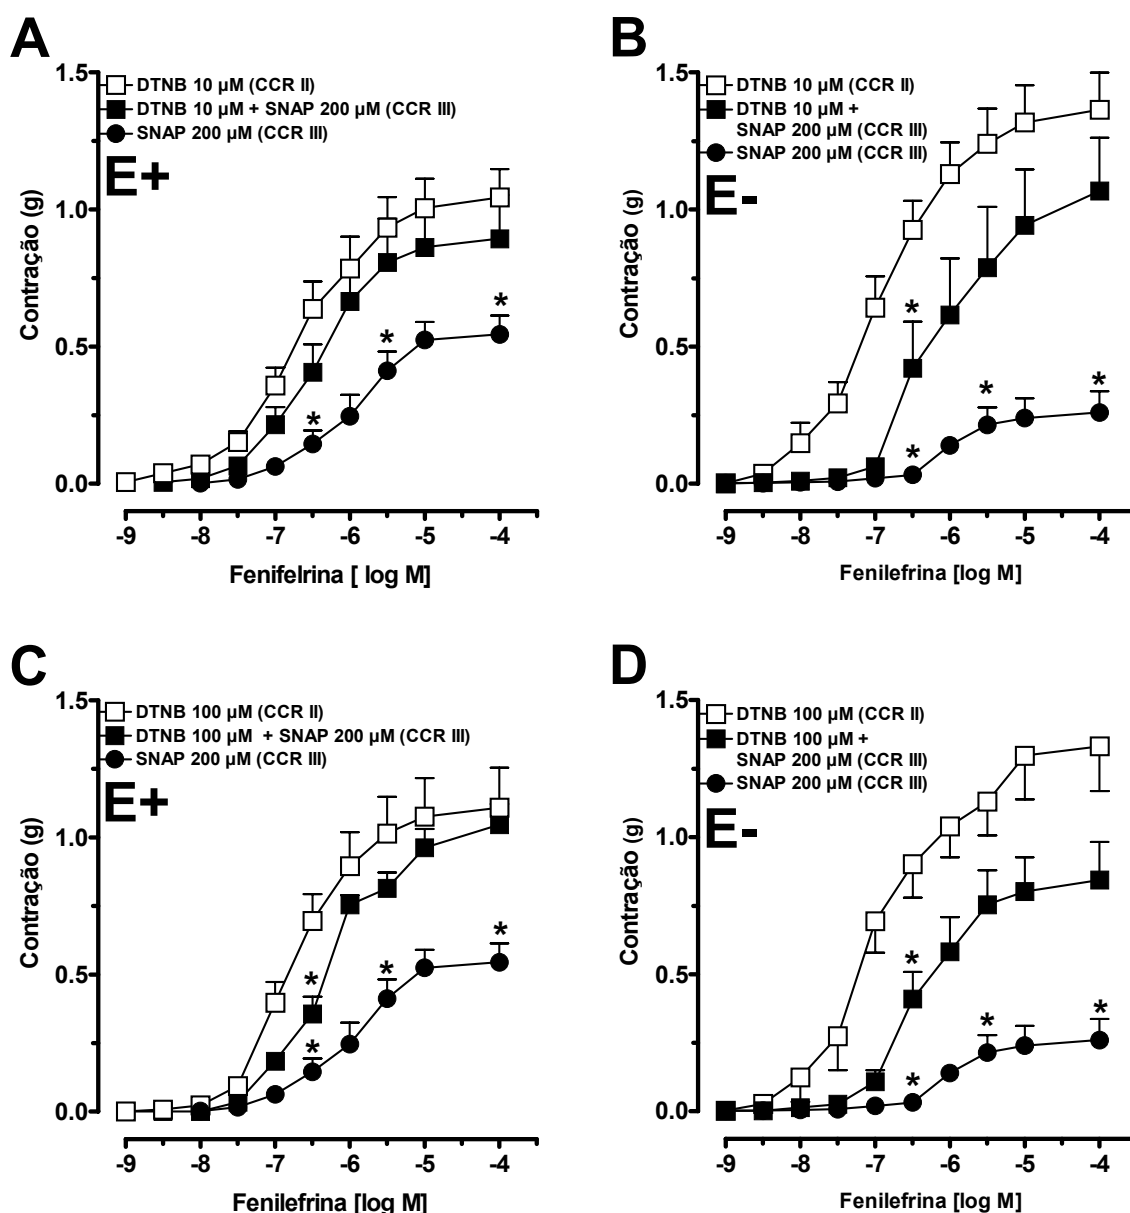 A
1.5
DTNB 10 µM (CCR II)
DTNB 10 µM + SNAP 200 µM (CCR III)
SNAP 200 µM (CCR III)
E+
1.0
0.5
0.0
Contração (g)
* * *
-9 -8 -7 -6 -5 -4
Fenifelrina [ log M]
B
1.5
DTNB 10 µM (CCR II)
DTNB 10 µM +
SNAP 200 µM (CCR III)
SNAP 200 µM (CCR III)
E-
1.0
0.5
0.0
Contração (g)
* * * *
-9 -8 -7 -6 -5 -4
Fenilefrina [log M]
C
1.5
DTNB 100 µM (CCR II)
DTNB 100 µM + SNAP 200 µM (CCR III)
SNAP 200 µM (CCR III)
E+
1.0
0.5
0.0
Contração (g)
* * * *
-9 -8 -7 -6 -5 -4
Fenilefrina [log M]
D
1.5
DTNB 100 µM (CCR II)
DTNB 100 µM +
SNAP 200 µM (CCR III)
SNAP 200 µM (CCR III)
E-
1.0
0.5
0.0
Contração (g)
* * * *
-9 -8 -7 -6 -5 -4
Fenilefrina [log M]